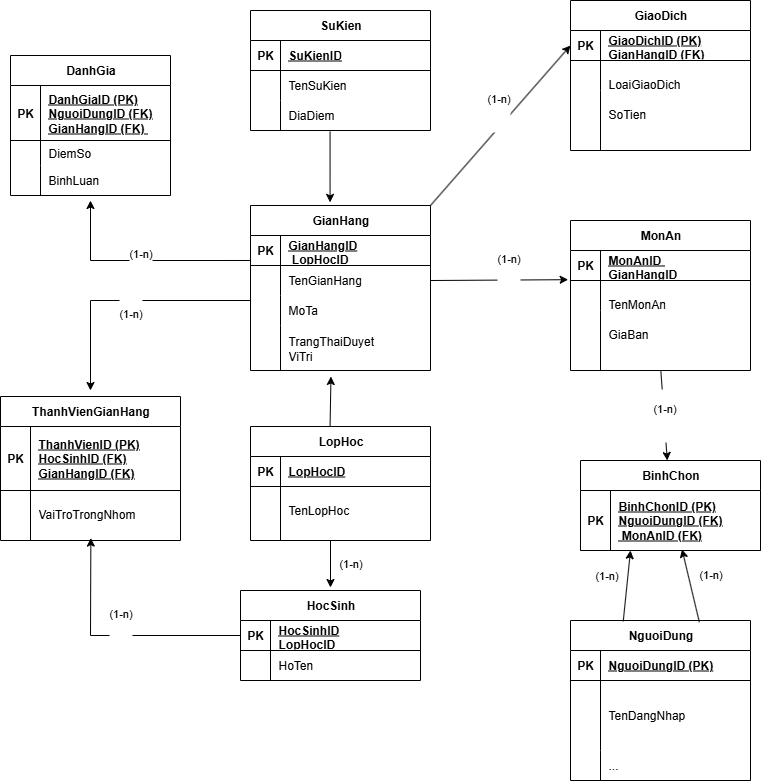 SuKien
PK
SuKienID
TenSuKien
DiaDiem
GiaoDich
PK
GiaoDichID (PK)
GianHangID (FK)
LoaiGiaoDich
SoTien
DanhGia
PK
DanhGiaID (PK)
NguoiDungID (FK)
GianHangID (FK)
DiemSo
BinhLuan
(1-n)
GianHang
PK
GianHangID
LopHocID
TenGianHang
MoTa
TrangThaiDuyet
ViTri
(1-n)
(1-n)
(1-n)
MonAn
PK
MonAnID
GianHangID
TenMonAn
GiaBan
(1-n)
ThanhVienGianHang
PK
ThanhVienID (PK)
HocSinhID (FK)
GianHangID (FK)
VaiTroTrongNhom
LopHoc
PK
LopHocID
TenLopHoc
(1-n)
BinhChon
PK
BinhChonID (PK)
NguoiDungID (FK)
MonAnID (FK)
(1-n)
(1-n)
(1-n)
HocSinh
PK
HocSinhID
LopHocID
HoTen
NguoiDung
PK
NguoiDungID (PK)
TenDangNhap
...